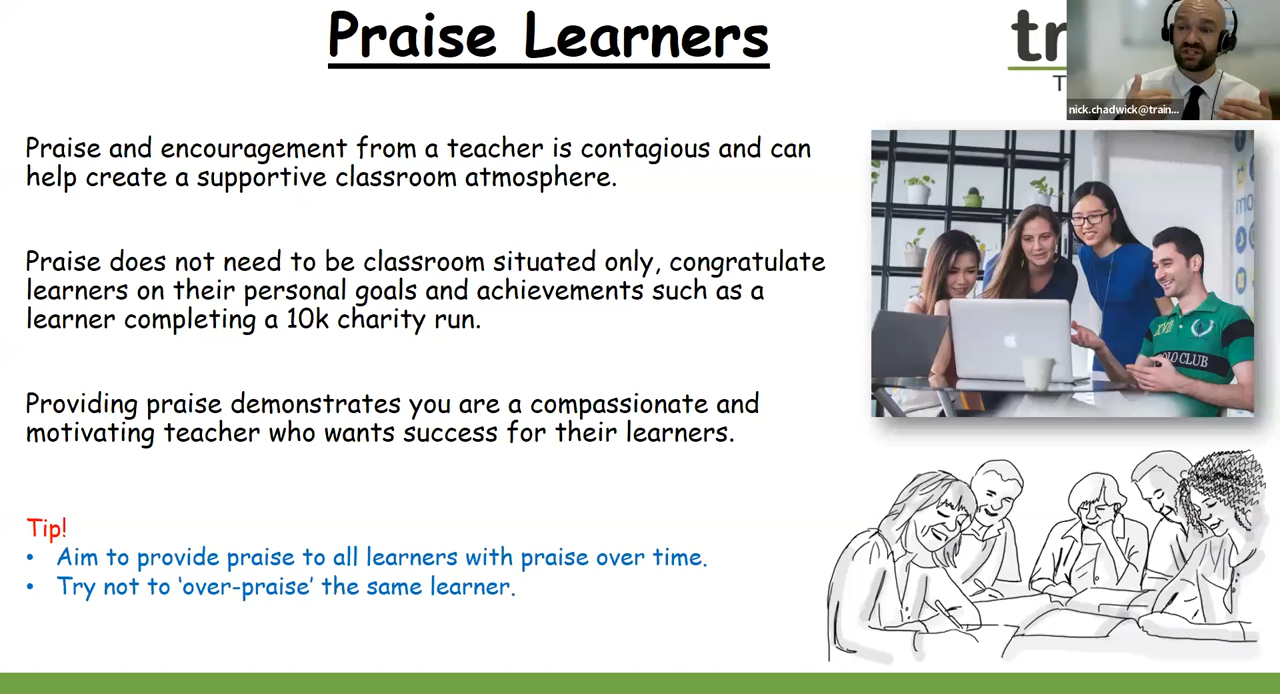 Praise Learners
tr
T
nick.chadwick@train...
Praise and encouragement from a teacher is contagious and can
help create a supportive classroom atmosphere.
Praise does not need to be classroom situated only, congratulate
learners on their personal goals and achievements such as a
learner completing a 10k charity run.
Providing praise demonstrates you are a compassionate and
motivating teacher who wants success for their learners.
XVII
POLO CLUB
mo
Tip!
• Aim to provide praise to all learners with praise over time.
• Try not to ‘over-praise’ the same learner.